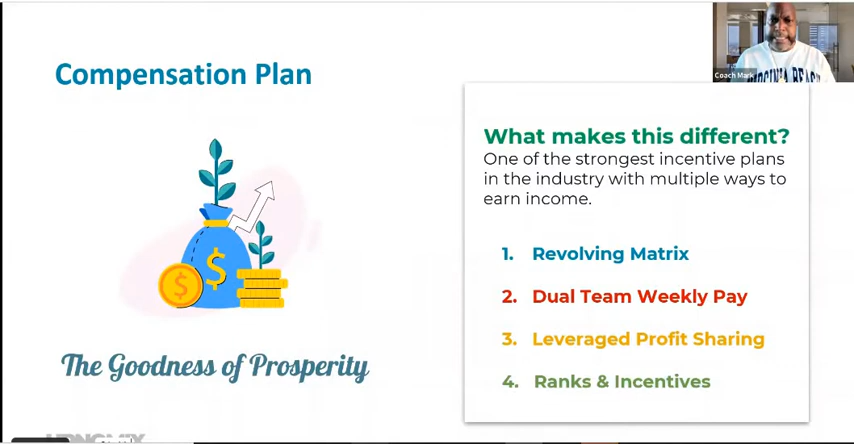 Compensation Plan
Coach Mark
VIRGINIA BEACH
What makes this different?
One of the strongest incentive plans
in the industry with multiple ways to
earn income.
1. Revolving Matrix
2. Dual Team Weekly Pay
3. Leveraged Profit Sharing
4. Ranks & Incentives
$
$
The Goodness of Prosperity